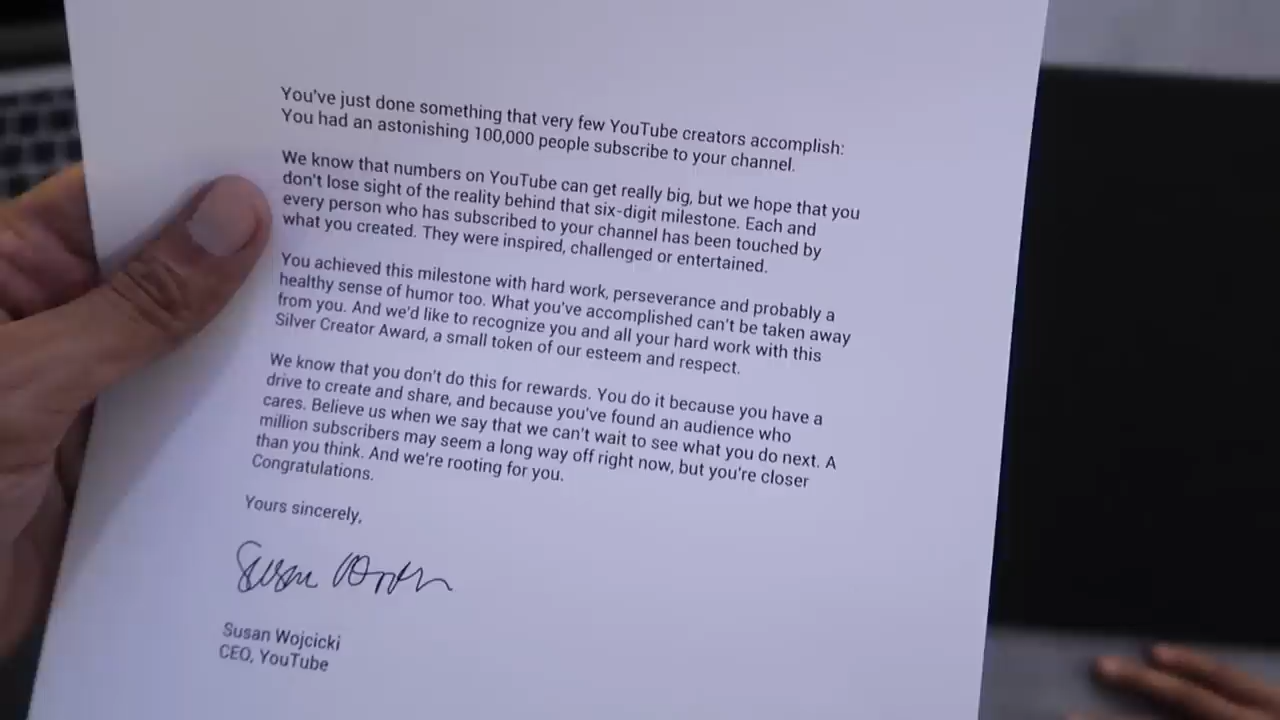 You've just done something that very few YouTube creators accomplish:
You had an astonishing 100,000 people subscribe to your channel.
We know that numbers on YouTube can get really big, but we hope that you
don't lose sight of the reality behind that six-digit milestone. Each and
every person who has subscribed to your channel has been touched by
what you created. They were inspired, challenged or entertained.
You achieved this milestone with hard work, perseverance and probably a
healthy sense of humor too. What you've accomplished can't be taken away
from you. And we'd like to recognize you and all your hard work with this
Silver Creator Award, a small token of our esteem and respect.
We know that you don't do this for rewards. You do it because you have a
drive to create and share, and because you've found an audience who
cares. Believe us when we say that we can't wait to see what you do next. A
million subscribers may seem a long way off right now, but you're closer
than you think. And we're rooting for you.
Congratulations.
Yours sincerely,
Susan Wojcicki
CEO, YouTube